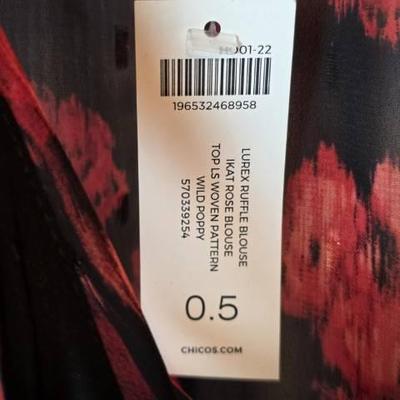 HO01-22
196532468958
LUREX RUFFLE BLOUSE
IKAT ROSE BLOUSE
TOP LS WOVEN PATTERN
WILD POPPY
570339254
0.5
CHICOS.COM